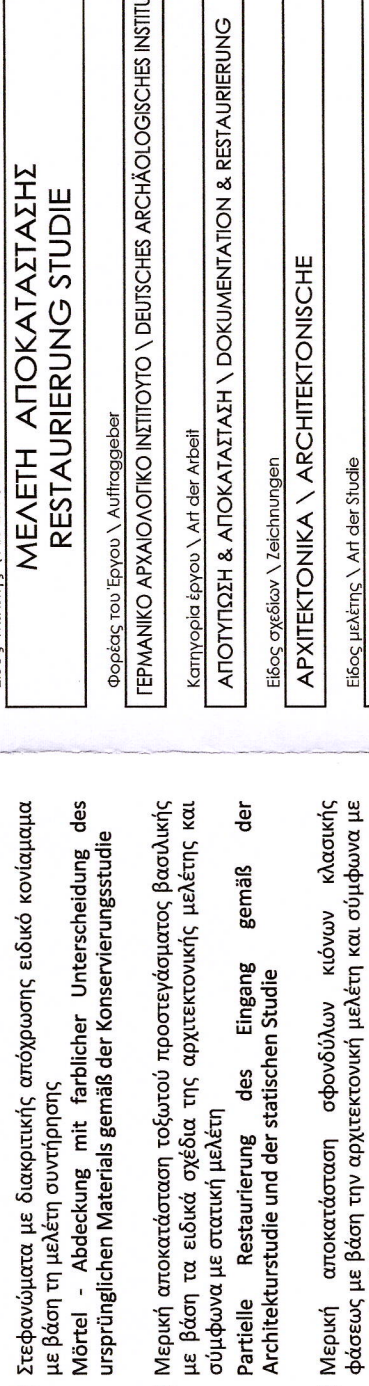 Στεφανώματα με διακριτικής απόχρωσης ειδικό κονίαμαμα
με βάση τη μελέτη συντήρησης
Mörtel - Abdeckung mit farblicher Unterscheidung des
ursprünglichen Materials gemäß der Konservierungsstudie
Μερική αποκατάσταση τοξωτού προστεγάσματος βασιλικής
με βάση τα ειδικά σχέδια της αρχιτεκτονικής μελέτης και
σύμφωνα με στατική μελέτη
Partielle Restaurierung des Eingang gemäß der
Architekturstudie und der statischen Studie
Μερική αποκατάσταση σφονδύλων κιόνων κλασικής
φάσεως με βάση την αρχιτεκτονική μελέτη και σύμφωνα με
ΜΕΛΕΤΗ ΑΠΟΚΑΤΑΣΤΑΣΗΣ
RESTAURIERUNG STUDIE
Φορέας του Έργου \ Auftraggeber
ΓΕΡΜΑΝΙΚΟ ΑΡΧΑΙΟΛΟΓΙΚΟ ΙΝΣΤΙΤΟΥΤΟ \ DEUTSCHES ARCHÄOLOGISCHES INSTITU
Κατηγορία έργου \ Art der Arbeit
ΑΠΟΤΥΠΩΣΗ & ΑΠΟΚΑΤΑΣΤΑΣΗ \ DOKUMENTATION & RESTAURIERUNG
Είδος σχεδίων \ Zeichnungen
ΑΡΧΙΤΕΚΤΟΝΙΚΑ \ ARCHITEKTONISCHE
Είδος μελέτης \ Art der Studie